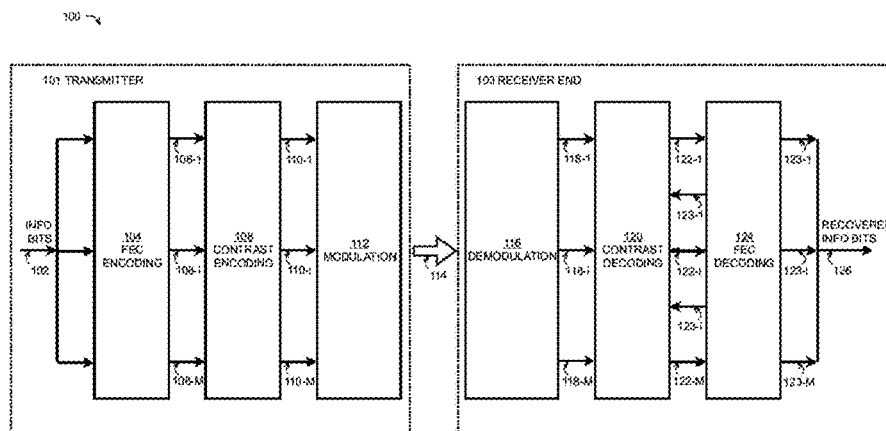 100
101 TRANSMITTER
103 RECEIVER END
INFO
BITS
102
104
FEC
ENCODING
106-1
106-i
106-M
108
CONTRAST
ENCODING
110-1
110-i
110-M
112
MODULATION
114
116
DEMODULATION
118-1
118-i
118-M
120
CONTRAST
DECODING
122-1
123-1
122-i
123-i
122-M
124
FEC
DECODING
123-1
123-i
123-M
RECOVERED
INFO BITS
126